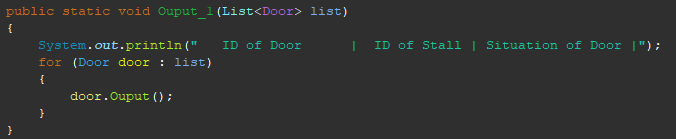 public static void Ouput_1(List<Door> list)
{
    System.out.println("   ID of Door      |  ID of Stall | Situation of Door |");
    for (Door door : list)
    {
        door.Ouput();
    }
}